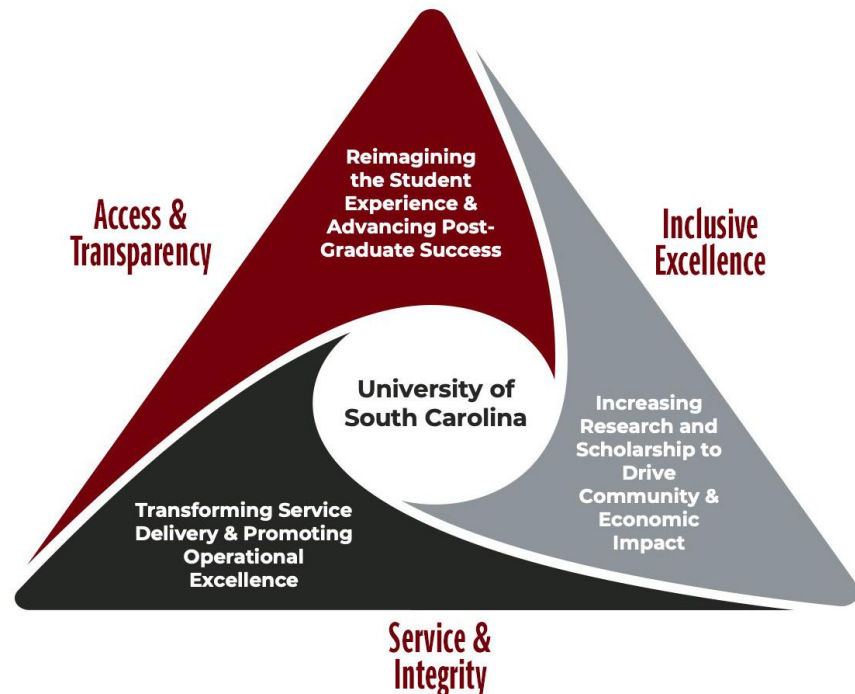 Reimagining
the Student
Experience &
Advancing Post-
Graduate Success
Access &
Transparency
Inclusive
Excellence
University of
South Carolina
Increasing
Research and
Scholarship to
Drive
Community &
Economic
Impact
Transforming Service
Delivery & Promoting
Operational
Excellence
Service &
Integrity